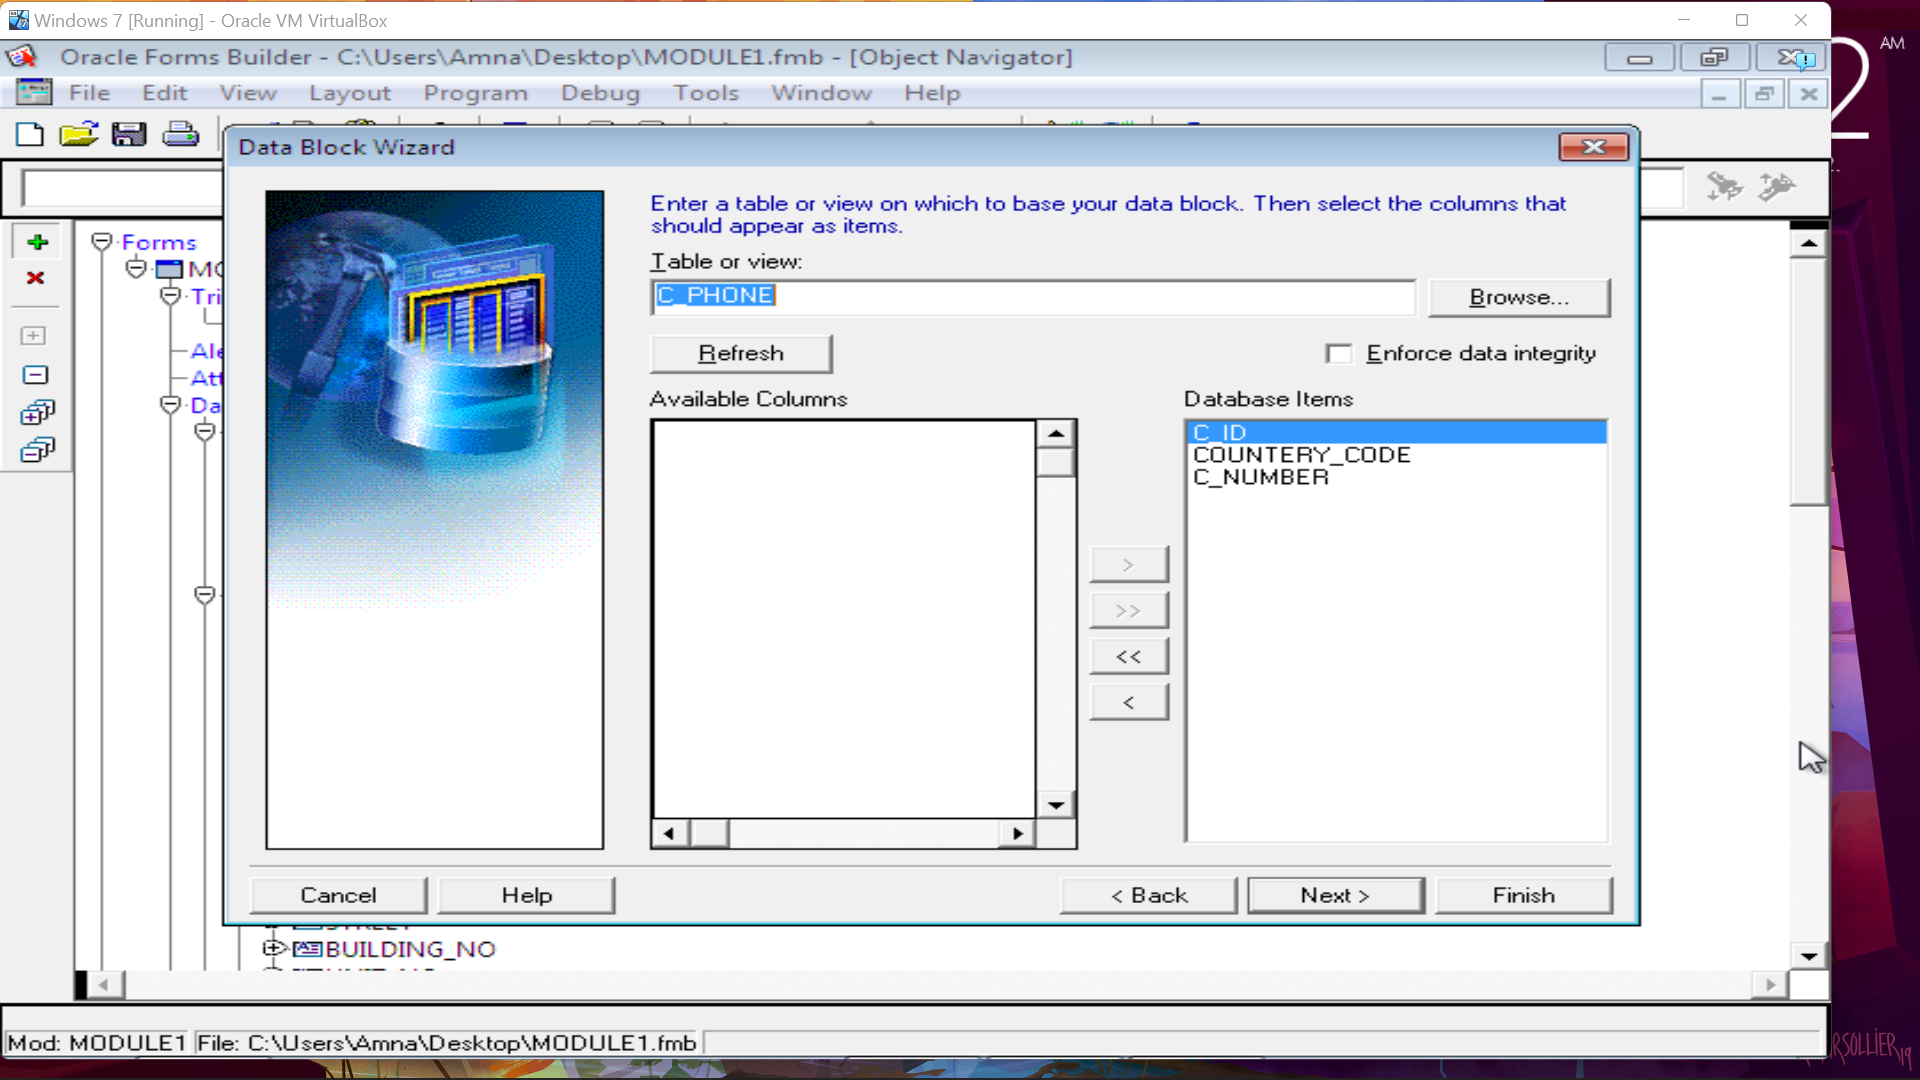 Windows 7 [Running] - Oracle VM VirtualBox
AM
2
Oracle Forms Builder - C:\Users\Amna\Desktop\MODULE1.fmb - [Object Navigator]
File Edit View Layout Program Debug Tools Window Help
Data Block Wizard
Enter a table or view on which to base your data block. Then select the columns that
should appear as items.
Table or view:
C_PHONE
Browse...
Refresh
Enforce data integrity
Available Columns
Database Items
C_ID
COUNTERY_CODE
C_NUMBER
>
>>
<<
<
Cancel
Help
< Back
Next >
Finish
Forms
MO
Tri
Ale
Att
Da
BUILDING_NO
Mod: MODULE1
File: C:\Users\Amna\Desktop\MODULE1.fmb